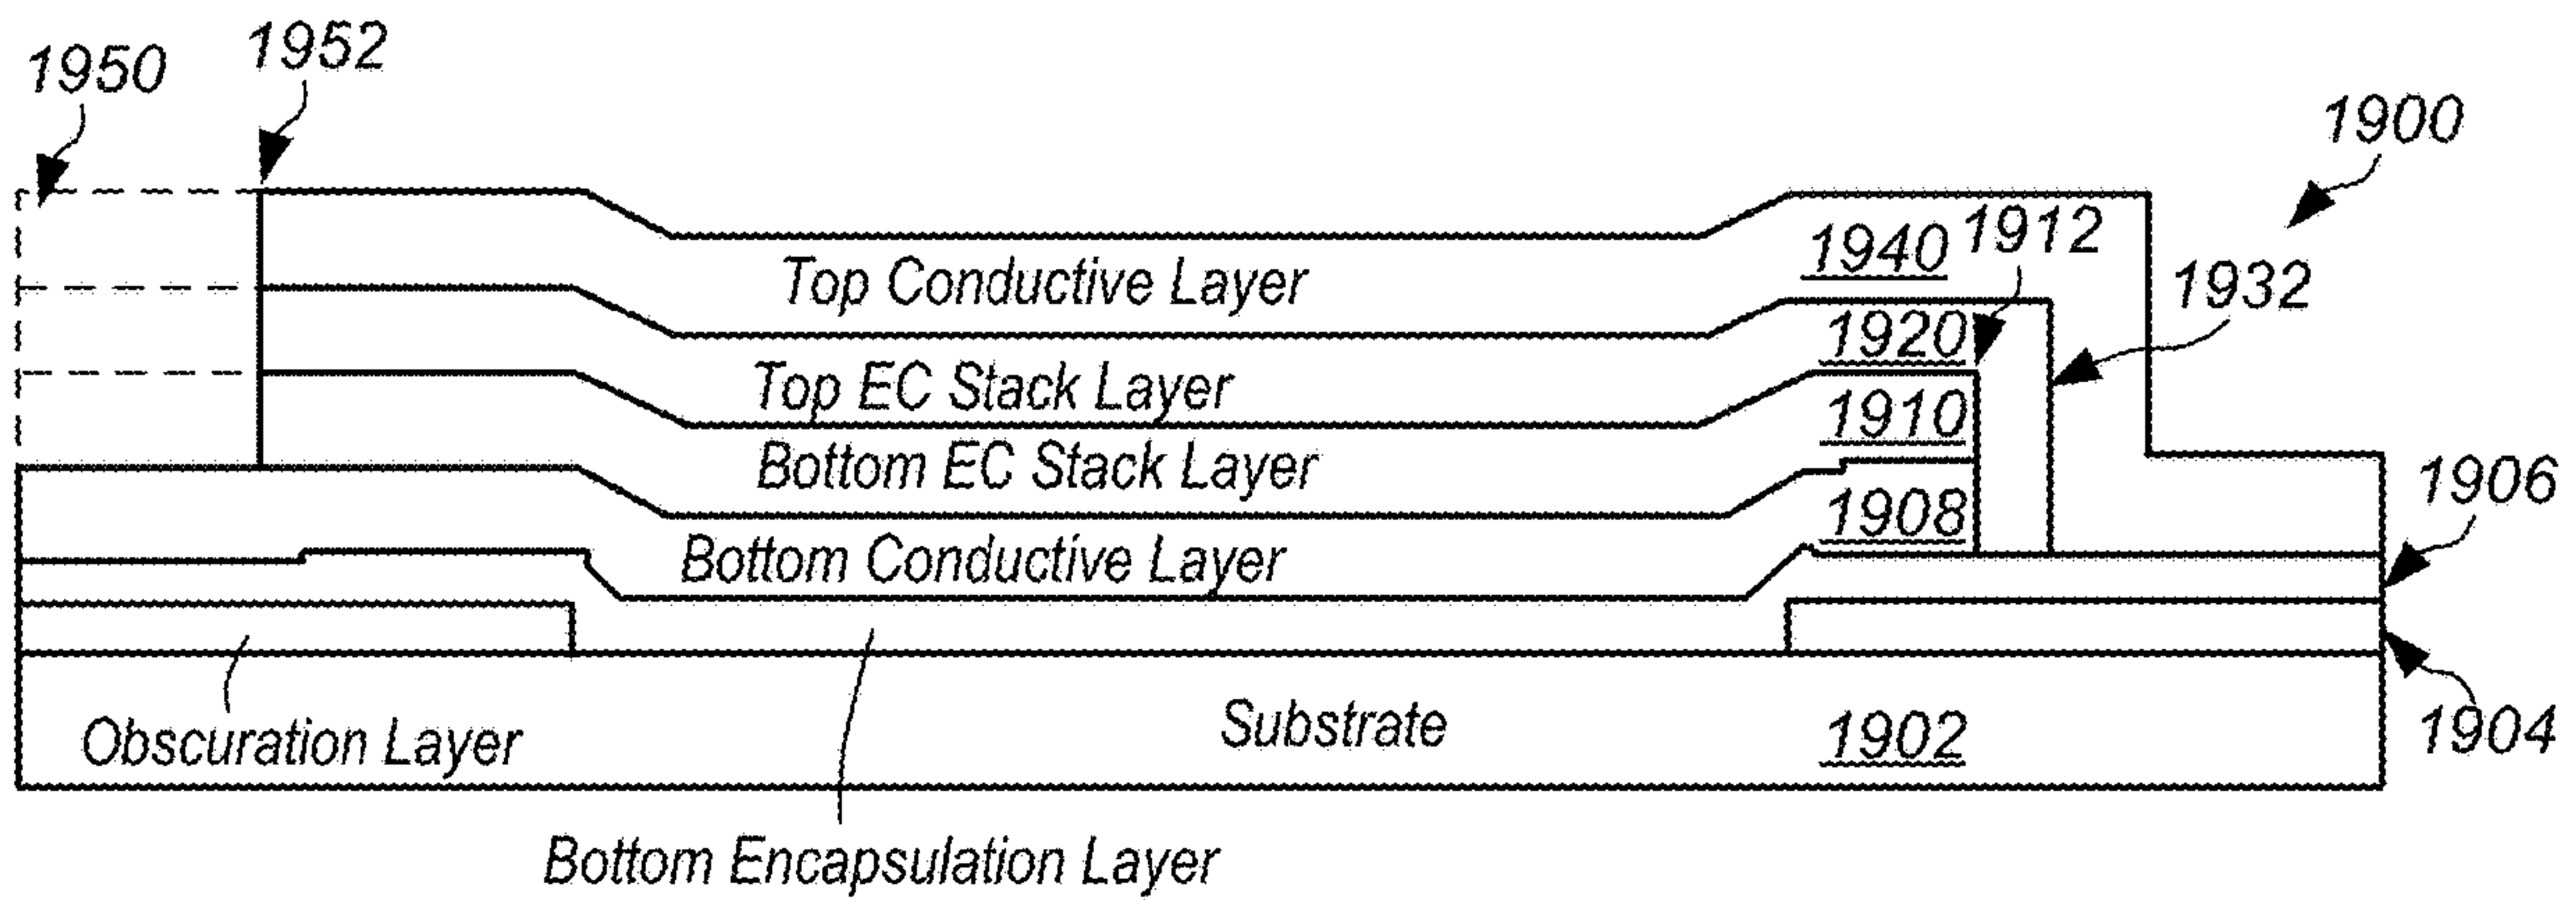 1950
1952
1900
1940
1912
1932
Top Conductive Layer
1920
Top EC Stack Layer
1910
Bottom EC Stack Layer
1906
1908
Bottom Conductive Layer
Obscuration Layer
Substrate
1902
1904
Bottom Encapsulation Layer